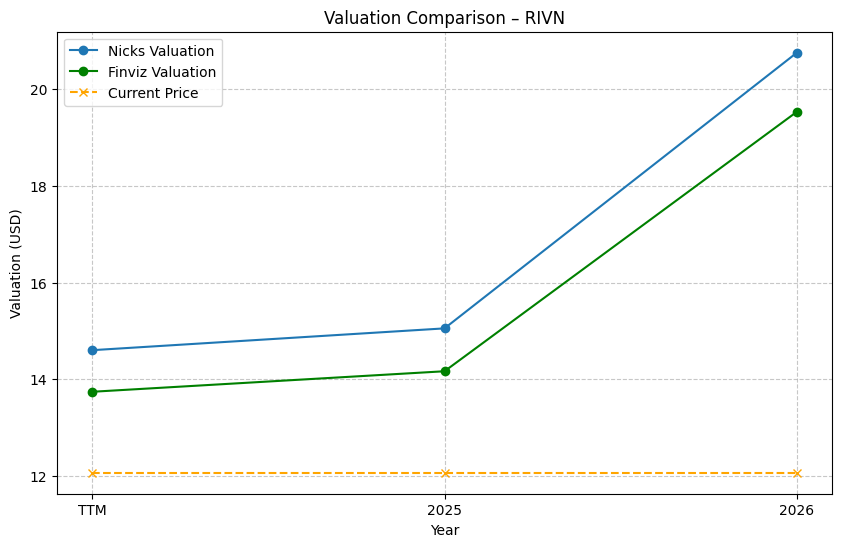 Valuation Comparison – RIVN
Nicks Valuation
Finviz Valuation
Current Price
Valuation (USD)
20
18
16
14
12
TTM
2025
2026
Year